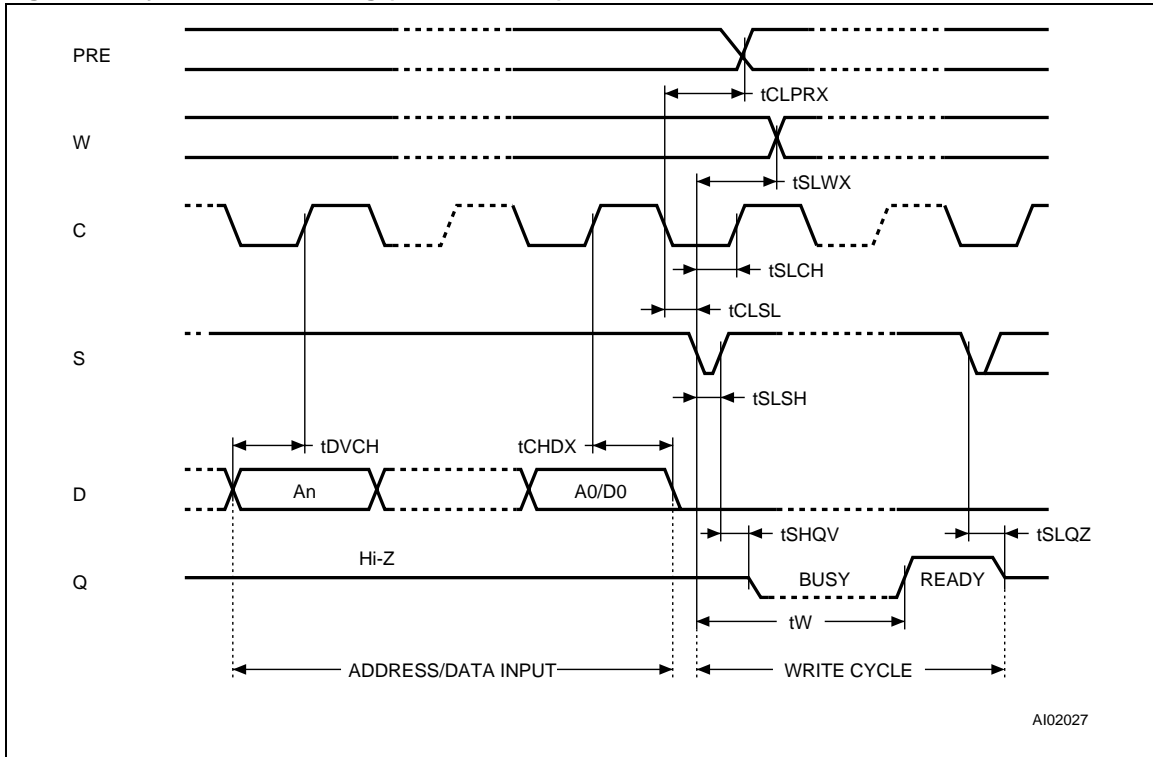 PRE
tCLPRX
W
tSLWX
C
tSLCH
tCLSL
S
tSLSH
tDVCH
tCHDX
D
An
A0/D0
tSHQV
tSLQZ
Hi-Z
Q
BUSY
READY
tW
ADDRESS/DATA INPUT
WRITE CYCLE
AI02027